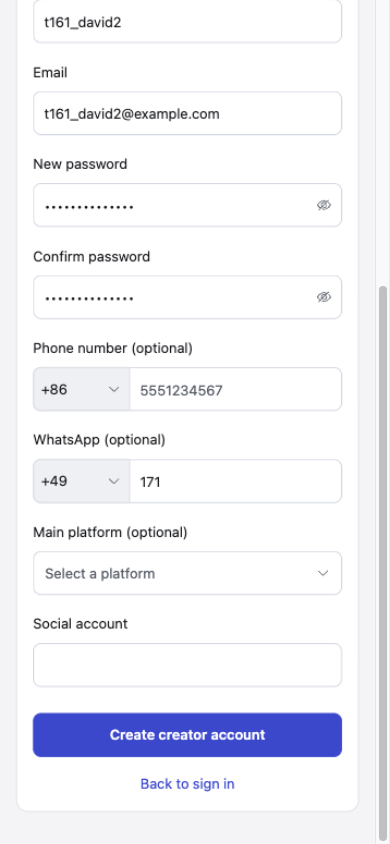 t161_david2
Email
t161_david2@example.com
New password
••••••••••••••
Confirm password
••••••••••••••
Phone number (optional)
+86 5551234567
WhatsApp (optional)
+49 171
Main platform (optional)
Select a platform
Social account
Create creator account
Back to sign in